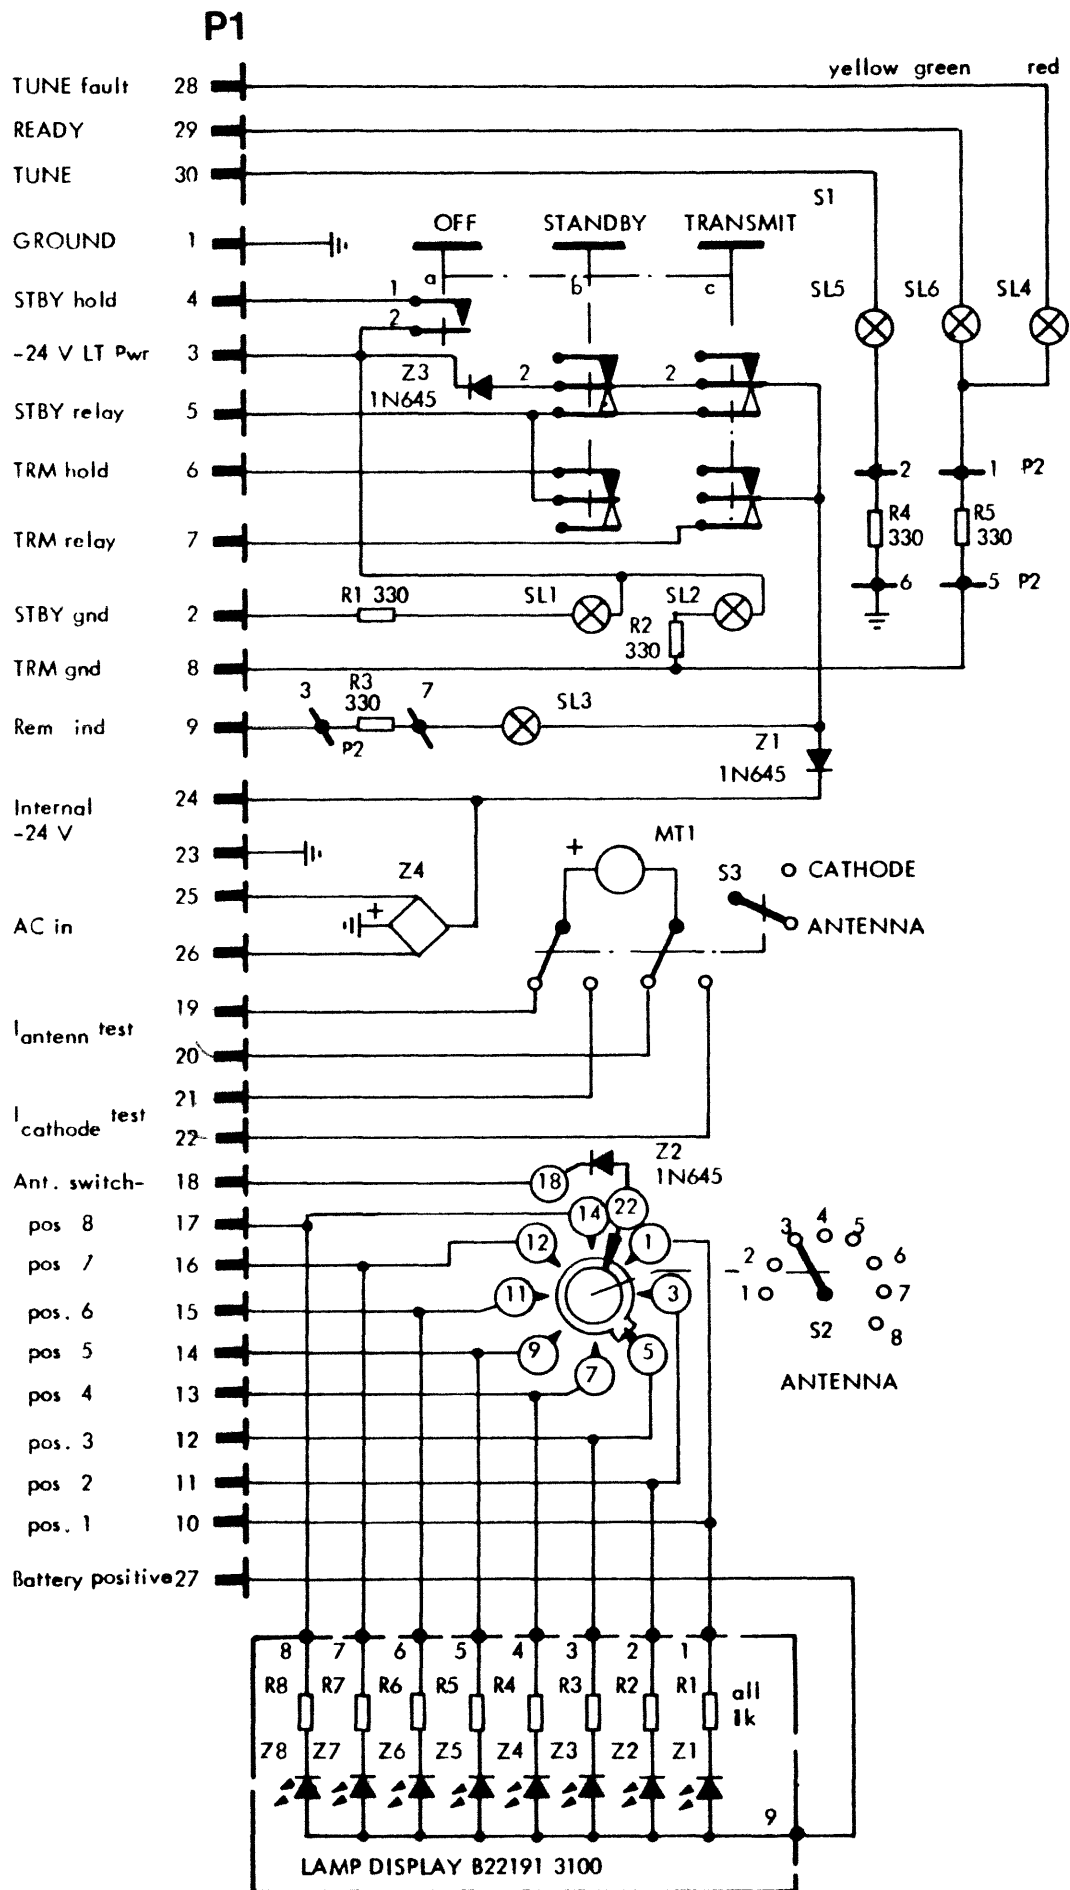 P1
yellow green red
TUNE fault 28
READY 29
TUNE 30
S1
OFF STANDBY TRANSMIT
GROUND 1
a b c
STBY hold 4 1
SL5 SL6 SL4
2
-24 V LT Pwr 3
Z3 2 2
1N645
STBY relay 5
TRM hold 6
2 1 P2
R4 R5
330 330
TRM relay 7
6 5 P2
R1 330 SL1 SL2
STBY gnd 2
R2
330
TRM gnd 8
3 R3 7
330 SL3
Rem ind 9
P2
Z1
1N645
Internal 24
-24 V
23
MT1
+
Z4
S3 CATHODE
25
+
AC in
ANTENNA
26
19
I antenn test
20
21
I cathode test
22
Z2
1N645
Ant. switch- 18 18
22
14
pos 8 17
12 1
pos 7 16
3 4 5
2 6
11 3
1 7
pos. 6 15
S2
8
9 5
pos 5 14
7
ANTENNA
pos 4 13
pos. 3 12
pos 2 11
pos. 1 10
Battery positive 27
8 7 6 5 4 3 2 1
R8 R7 R6 R5 R4 R3 R2 R1 all
1k
Z8 Z7 Z6 Z5 Z4 Z3 Z2 Z1
9
LAMP DISPLAY B22191 3100